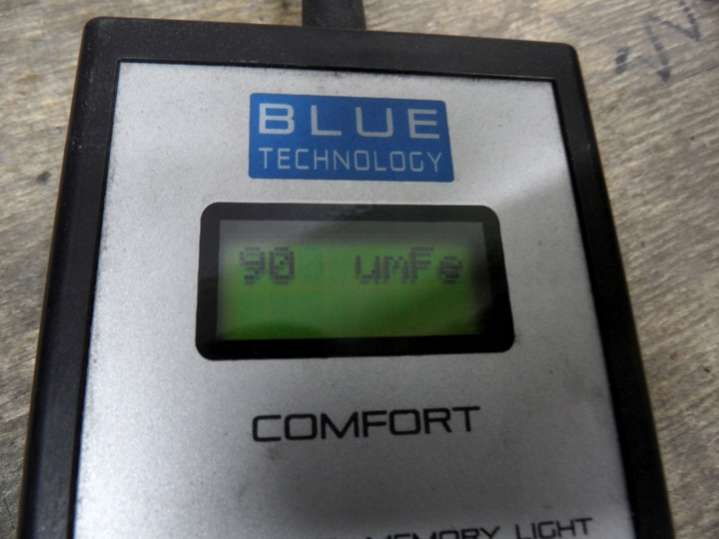 BLUE
TECHNOLOGY
90 umFe
COMFORT
MEMORY LIGHT